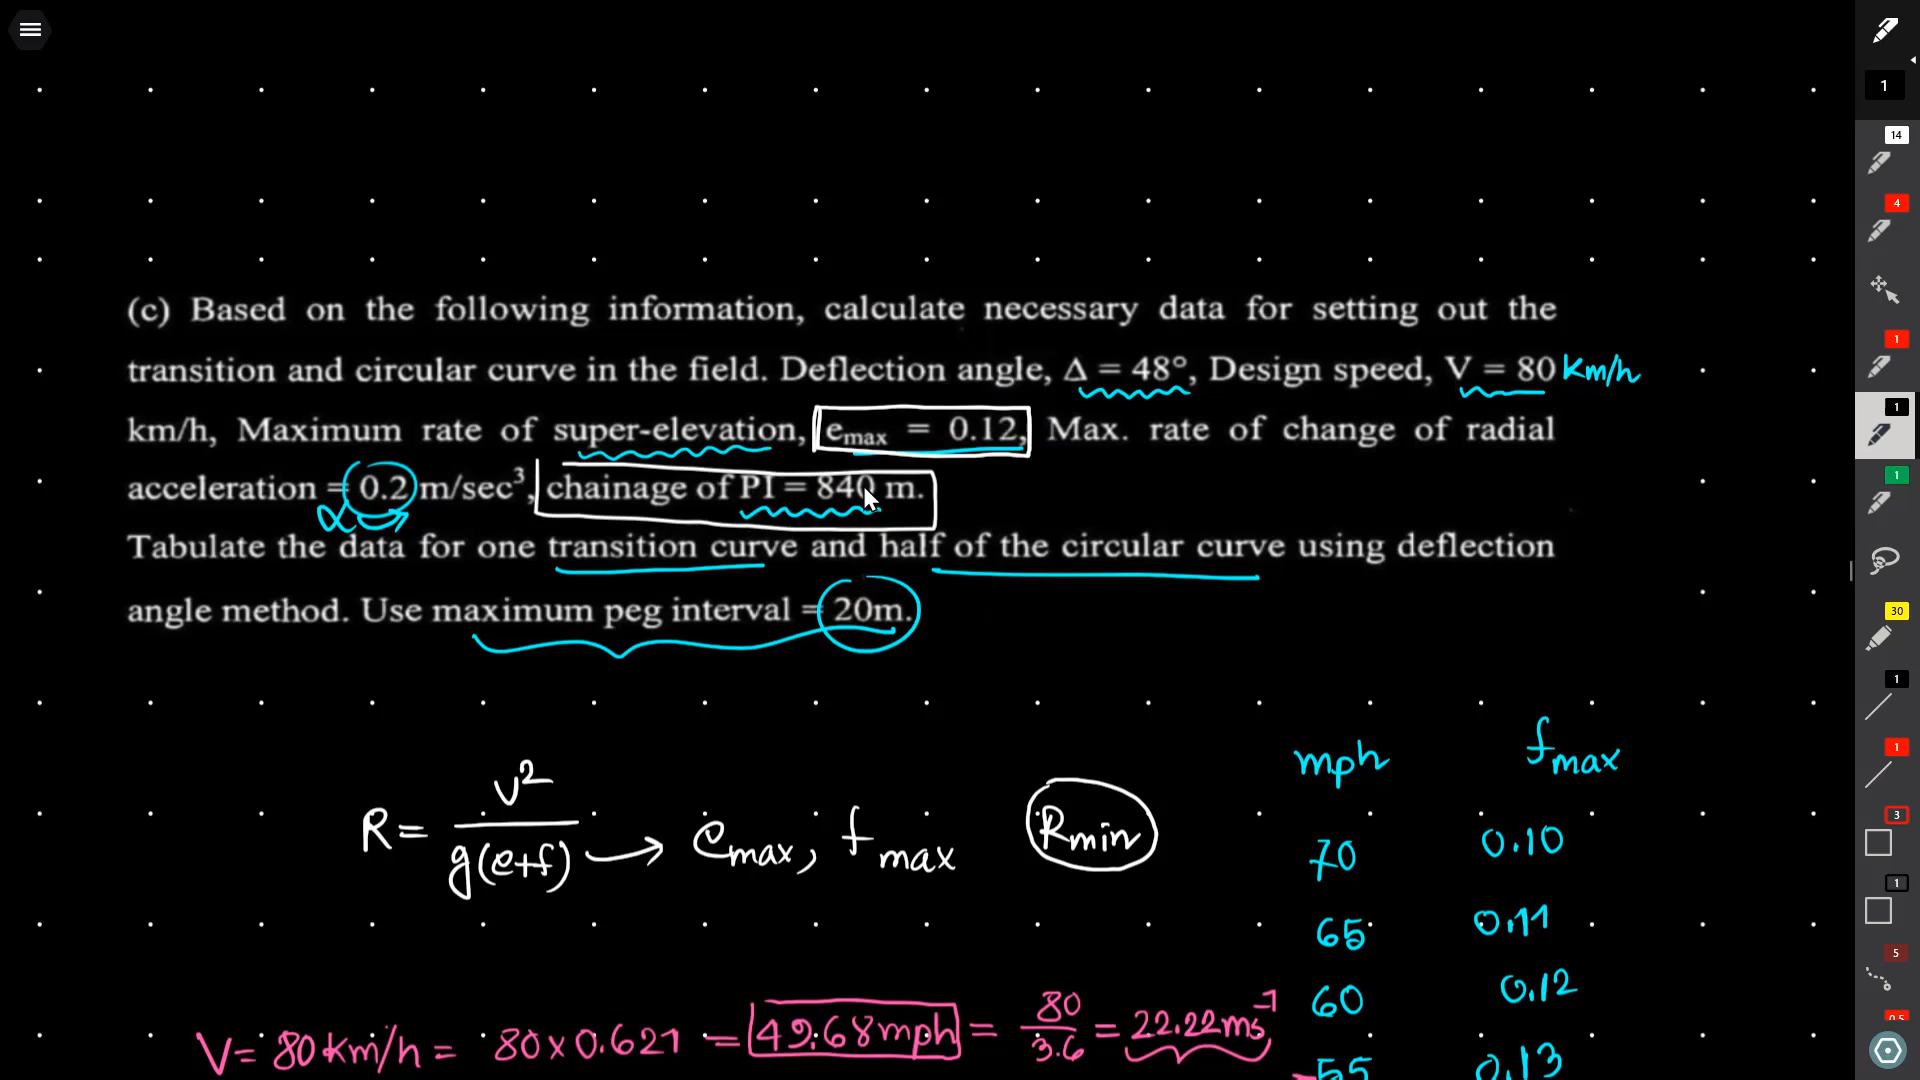 (c) Based on the following information, calculate necessary data for setting out the
transition and circular curve in the field. Deflection angle, Δ = 48°, Design speed, V = 80 Km/h
km/h, Maximum rate of super-elevation, emax = 0.12, Max. rate of change of radial
acceleration = 0.2 m/sec³, chainage of PI = 840 m.
α
Tabulate the data for one transition curve and half of the circular curve using deflection
angle method. Use maximum peg interval = 20m.
mph fmax
R = v² / g(e+f) → emax, fmax Rmin
70 0.10
65 0.11
60 0.12
V = 80 km/h = 80 x 0.621 = 49.68 mph = 80/3.6 = 22.22 ms⁻¹
55 0.13
1
14
4
1
1
1
30
1
1
3
1
5
0.5